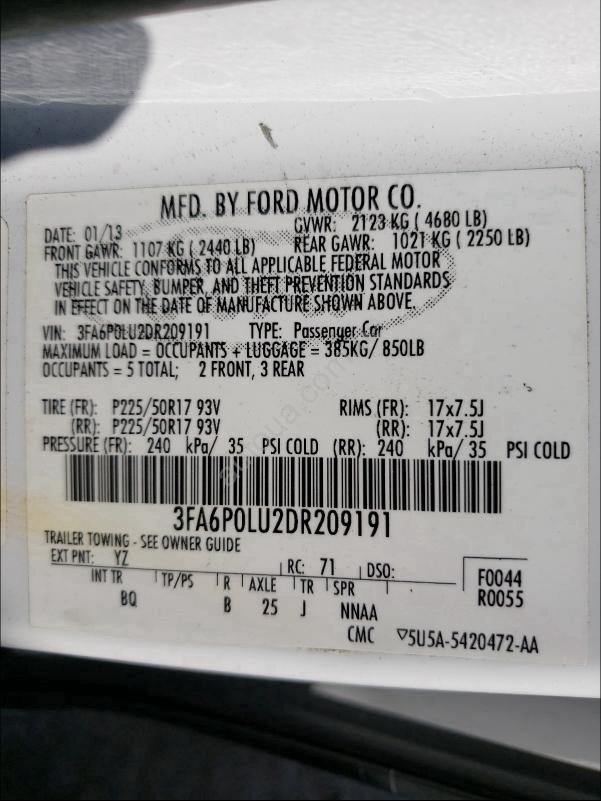 MFD. BY FORD MOTOR CO.
DATE: 01/13 GVWR: 2123 KG ( 4680 LB)
FRONT GAWR: 1107 KG ( 2440 LB) REAR GAWR: 1021 KG ( 2250 LB)
THIS VEHICLE CONFORMS TO ALL APPLICABLE FEDERAL MOTOR
VEHICLE SAFETY, BUMPER, AND THEFT PREVENTION STANDARDS
IN EFFECT ON THE DATE OF MANUFACTURE SHOWN ABOVE.
VIN: 3FA6P0LU2DR209191 TYPE: Passenger Car
MAXIMUM LOAD = OCCUPANTS + LUGGAGE = 385KG/ 850LB
OCCUPANTS = 5 TOTAL; 2 FRONT, 3 REAR
TIRE (FR): P225/50R17 93V RIMS (FR): 17x7.5J
(RR): P225/50R17 93V (RR): 17x7.5J
PRESSURE (FR): 240 kPa/ 35 PSI COLD (RR): 240 kPa/ 35 PSI COLD
3FA6P0LU2DR209191
TRAILER TOWING - SEE OWNER GUIDE
EXT PNT: YZ RC: 71 DSO:
INT TR TP/PS R AXLE TR SPR F0044
BQ B 25 J NNAA R0055
CMC ▽5U5A-5420472-AA